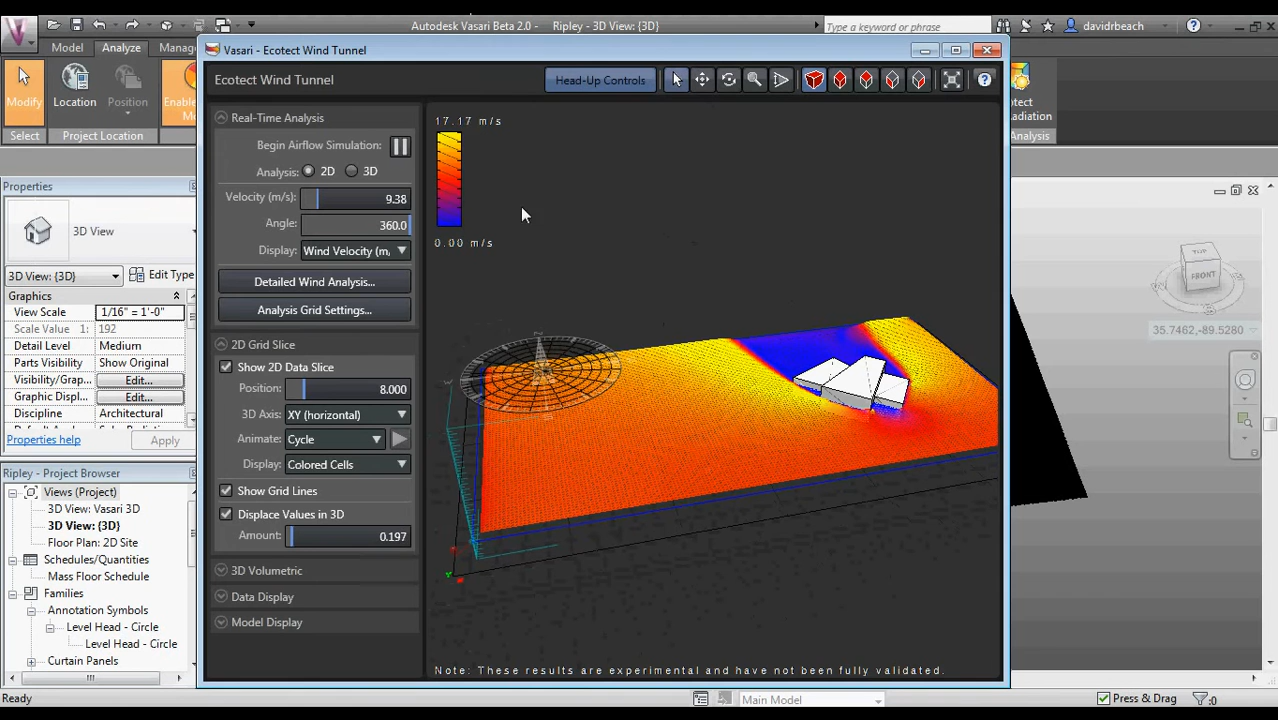 Autodesk Vasari Beta 2.0 - Ripley - 3D View: {3D}
Type a keyword or phrase
davidrbeach
Model Analyze Manag
Vasari - Ecotect Wind Tunnel
Ecotect Wind Tunnel
Head-Up Controls
Modify
Location
Position
Enable
Select
Project Location
Analysis
Real-Time Analysis
Begin Airflow Simulation:
Analysis: 2D 3D
Velocity (m/s): 9.38
Angle: 360.0
Display: Wind Velocity (m,
Detailed Wind Analysis...
Analysis Grid Settings...
2D Grid Slice
Show 2D Data Slice
Position: 8.000
3D Axis: XY (horizontal)
Animate: Cycle
Display: Colored Cells
Show Grid Lines
Displace Values in 3D
Amount: 0.197
3D Volumetric
Data Display
Model Display
17.17 m/s
0.00 m/s
Note: These results are experimental and have not been fully validated.
FRONT
35.7462,-89.5280
Properties
3D View
3D View: {3D}
Edit Type
Graphics
View Scale 1/16" = 1'-0"
Scale Value 1: 192
Detail Level Medium
Parts Visibility Show Original
Visibility/Grap... Edit...
Graphic Displ... Edit...
Discipline Architectural
Properties help
Apply
Ripley - Project Browser
Views (Project)
3D View: Vasari 3D
3D View: {3D}
Floor Plan: 2D Site
Schedules/Quantities
Mass Floor Schedule
Families
Annotation Symbols
Level Head - Circle
Level Head - Circle
Curtain Panels
Ready
Main Model
Press & Drag
:0